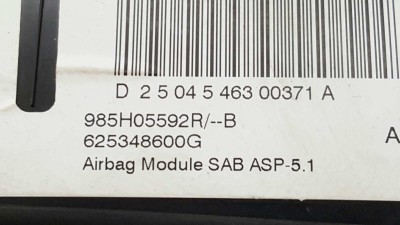 D 2 5 04 5 463 00371 A
985H05592R/--B
625348600G
A
Airbag Module SAB ASP-5.1